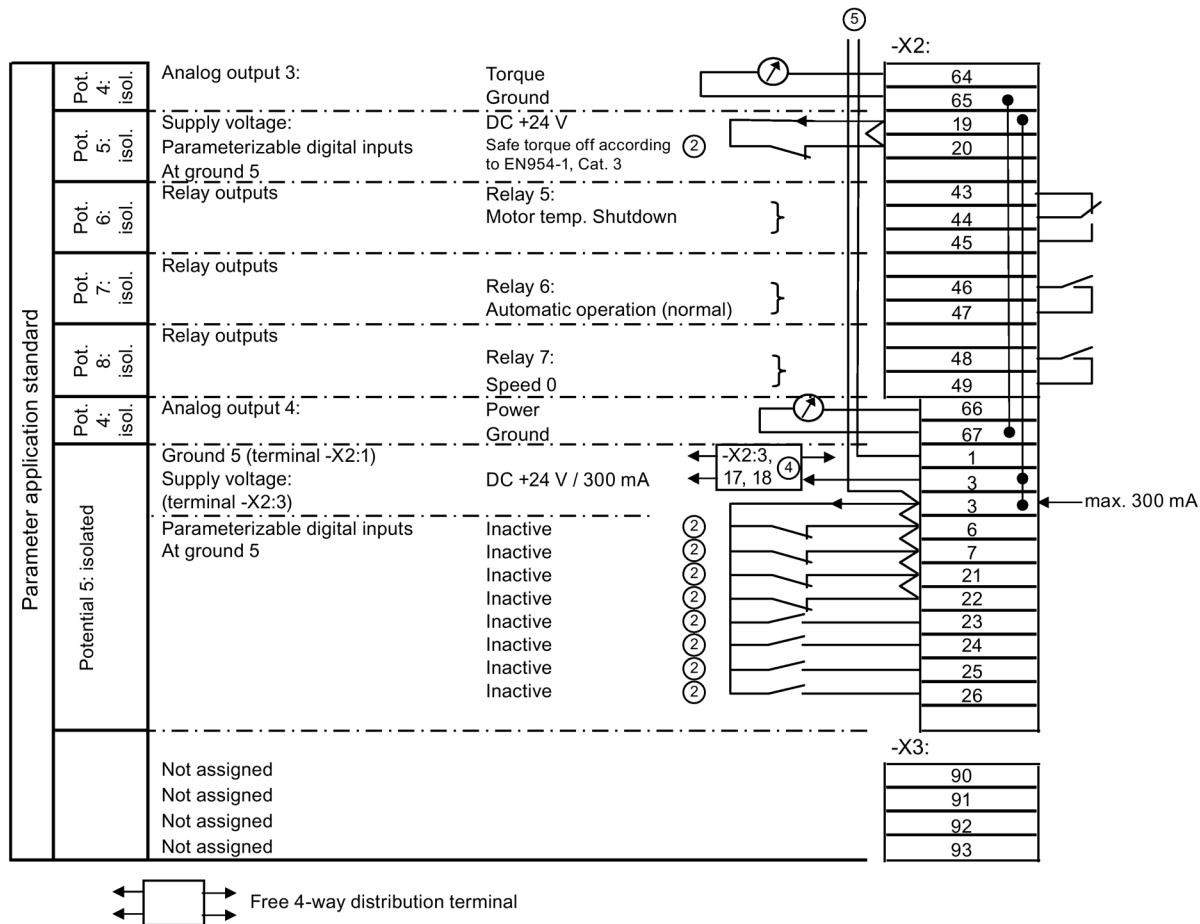 5
-X2:
Parameter application standard
Pot. 4: isol.
Analog output 3:
Torque
64
Ground
65
Pot. 5: isol.
Supply voltage:
DC +24 V
19
Parameterizable digital inputs
Safe torque off according
to EN954-1, Cat. 3
2
20
At ground 5
Pot. 6: isol.
Relay outputs
Relay 5:
43
Motor temp. Shutdown
}
44
45
Pot. 7: isol.
Relay outputs
Relay 6:
46
Automatic operation (normal)
}
47
Pot. 8: isol.
Relay outputs
Relay 7:
48
}
Speed 0
49
Pot. 4: isol.
Analog output 4:
Power
66
Ground
67
Potential 5: isolated
Ground 5 (terminal -X2:1)
-X2:3,
17, 18
4
1
Supply voltage:
DC +24 V / 300 mA
3
(terminal -X2:3)
3
max. 300 mA
Parameterizable digital inputs
Inactive
2
6
At ground 5
Inactive
2
7
Inactive
2
21
Inactive
2
22
Inactive
2
23
Inactive
2
24
Inactive
2
25
Inactive
2
26
-X3:
Not assigned
90
Not assigned
91
Not assigned
92
Not assigned
93
Free 4-way distribution terminal